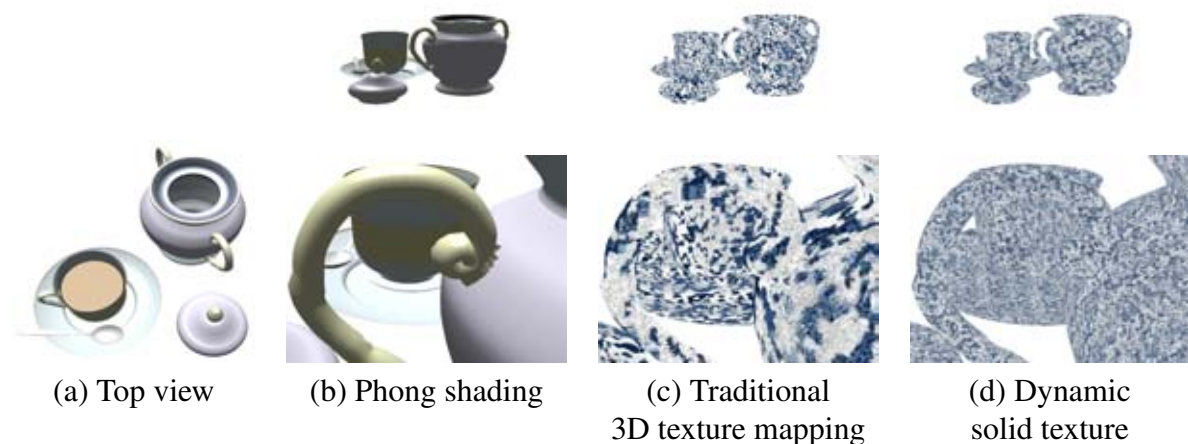 (a) Top view
(b) Phong shading
(c) Traditional
3D texture mapping
(d) Dynamic
solid texture